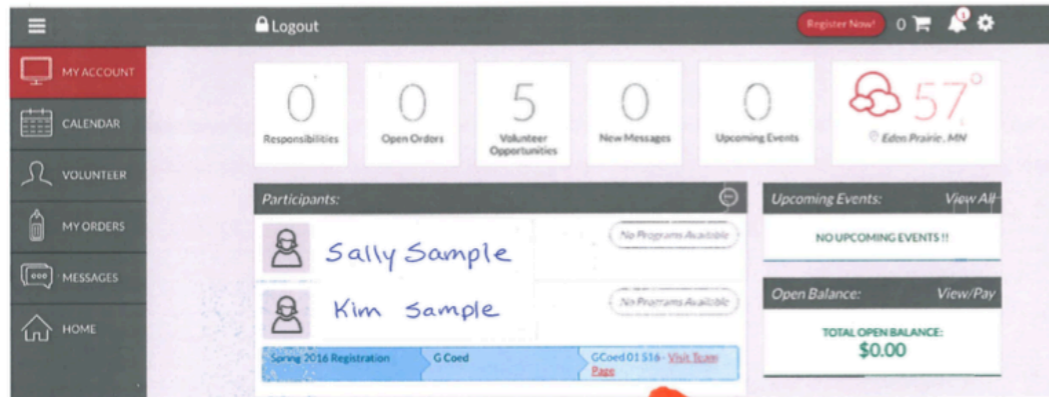 Logout
Register Now! 0 1
MY ACCOUNT
CALENDAR
VOLUNTEER
MY ORDERS
MESSAGES
HOME
0
Responsibilities
0
Open Orders
5
Volunteer
Opportunities
0
New Messages
0
Upcoming Events
57°
Eden Prairie, MN
Participants:
Sally Sample
No Programs Available
Kim Sample
No Programs Available
Spring 2016 Registration G Coed GCoed 01 S16 - Visit Team
Page
Upcoming Events: View All
NO UPCOMING EVENTS !!
Open Balance: View/Pay
TOTAL OPEN BALANCE:
$0.00